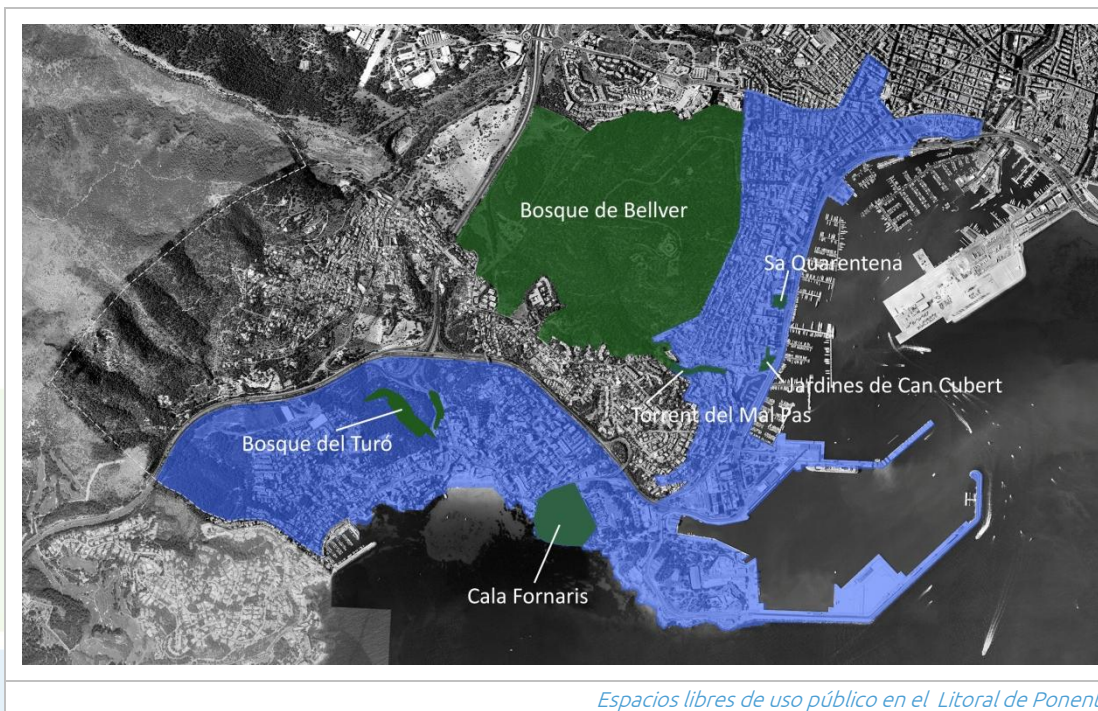 Bosque de Bellver
Sa Quarentena
Jardines de Can Cubert
Torrent del Mal Pas
Bosque del Turó
Cala Fornaris
Espacios libres de uso público en el Litoral de Ponent